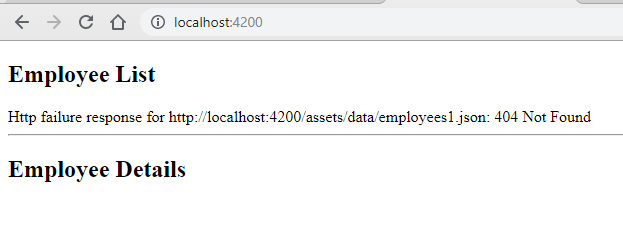 localhost:4200
Employee List
Http failure response for http://localhost:4200/assets/data/employees1.json: 404 Not Found
Employee Details